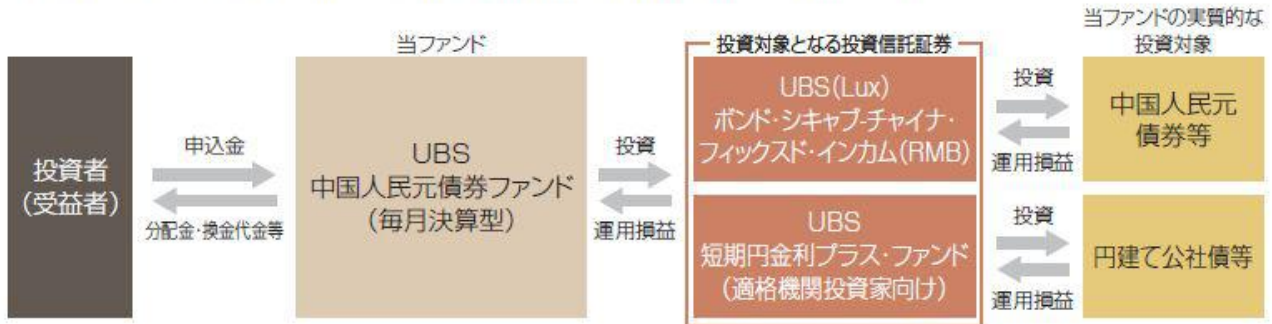 投資者
(受益者)
申込金
分配金・換金代金等
当ファンド
UBS
中国人民元債券ファンド
(毎月決算型)
投資
運用損益
投資対象となる投資信託証券
UBS(Lux)
ボンド・シキャブ-チャイナ・
フィックスド・インカム(RMB)
UBS
短期円金利プラス・ファンド
(適格機関投資家向け)
投資
運用損益
投資
運用損益
当ファンドの実質的な
投資対象
中国人民元
債券等
円建て公社債等